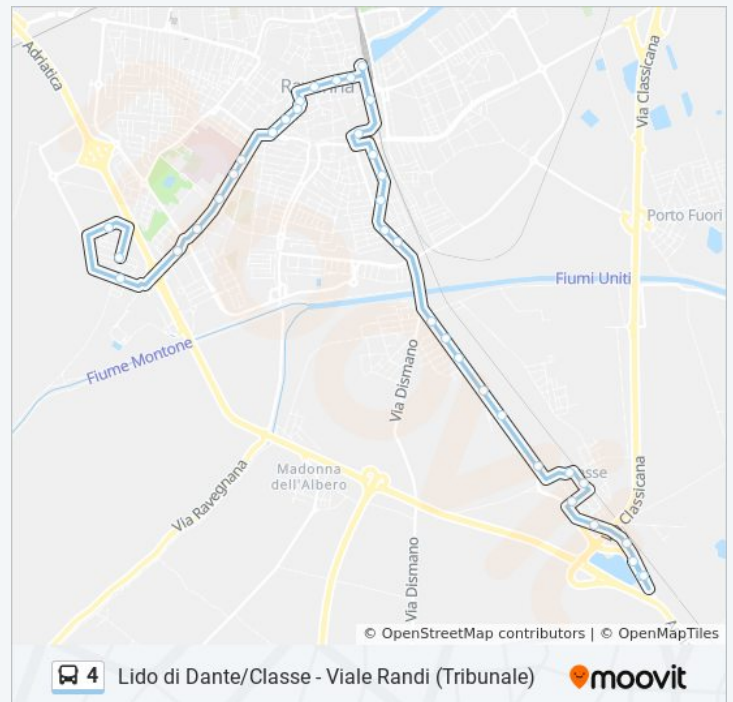 Adriatica
Ravenna
Via Classicana
Porto Fuori
Fiumi Uniti
Fiume Montone
Via Dismano
Madonna
dell'Albero
Via Ravegnana
Classicana
Via Dismano
© OpenStreetMap contributors | © OpenMapTiles
4 Lido di Dante/Classe - Viale Randi (Tribunale) moovit